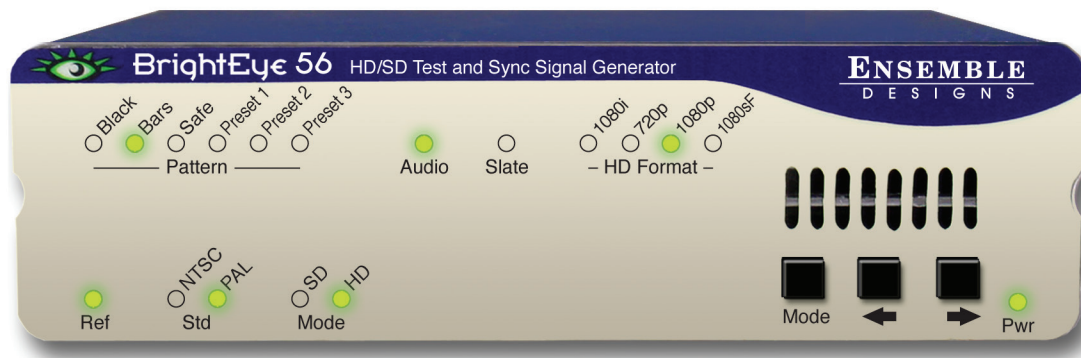 BrightEye 56 HD/SD Test and Sync Signal Generator
ENSEMBLE
DESIGNS
Black Bars Safe Preset 1 Preset 2 Preset 3
Pattern
Audio
Slate
1080i 720p 1080p 1080sF
HD Format
Ref
NTSC PAL
Std
SD HD
Mode
Mode
Pwr